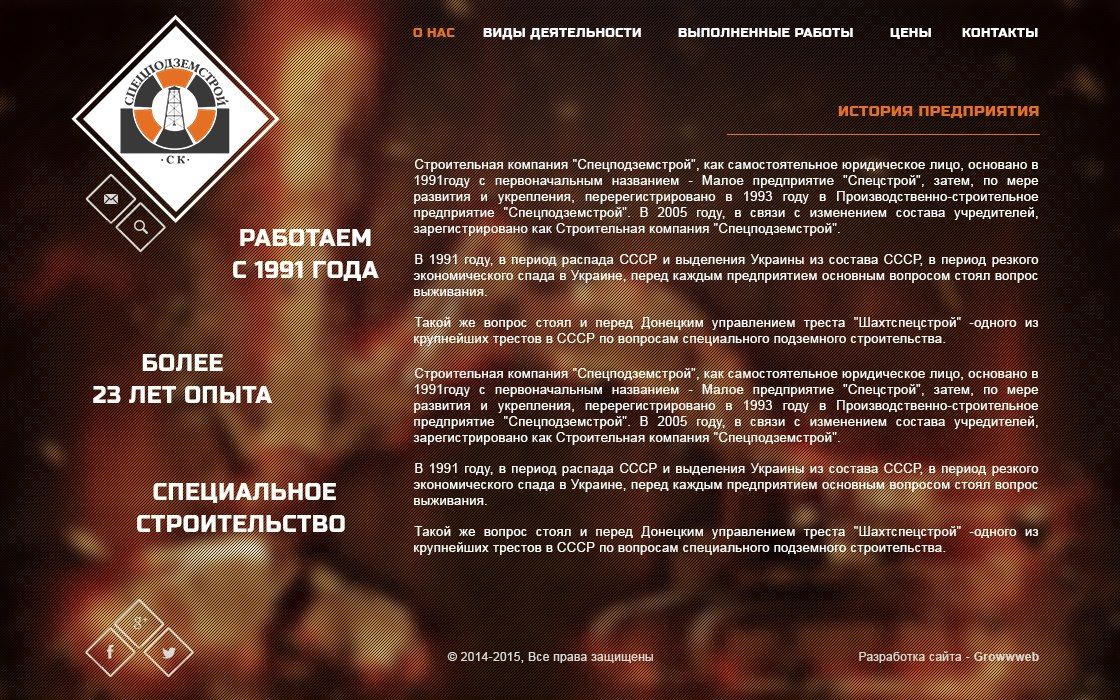 О НАС ВИДЫ ДЕЯТЕЛЬНОСТИ ВЫПОЛНЕННЫЕ РАБОТЫ ЦЕНЫ КОНТАКТЫ
СПЕЦПОДЗЕМСТРОЙ
·СК·
РАБОТАЕМ
С 1991 ГОДА
БОЛЕЕ
23 ЛЕТ ОПЫТА
СПЕЦИАЛЬНОЕ
СТРОИТЕЛЬСТВО
ИСТОРИЯ ПРЕДПРИЯТИЯ
Строительная компания "Спецподземстрой", как самостоятельное юридическое лицо, основано в
1991году с первоначальным названием - Малое предприятие "Спецстрой", затем, по мере
развития и укрепления, перерегистрировано в 1993 году в Производственно-строительное
предприятие "Спецподземстрой". В 2005 году, в связи с изменением состава учредителей,
зарегистрировано как Строительная компания "Спецподземстрой".
В 1991 году, в период распада СССР и выделения Украины из состава СССР, в период резкого
экономического спада в Украине, перед каждым предприятием основным вопросом стоял вопрос
выживания.
Такой же вопрос стоял и перед Донецким управлением треста "Шахтспецстрой" -одного из
крупнейших трестов в СССР по вопросам специального подземного строительства.
Строительная компания "Спецподземстрой", как самостоятельное юридическое лицо, основано в
1991году с первоначальным названием - Малое предприятие "Спецстрой", затем, по мере
развития и укрепления, перерегистрировано в 1993 году в Производственно-строительное
предприятие "Спецподземстрой". В 2005 году, в связи с изменением состава учредителей,
зарегистрировано как Строительная компания "Спецподземстрой".
В 1991 году, в период распада СССР и выделения Украины из состава СССР, в период резкого
экономического спада в Украине, перед каждым предприятием основным вопросом стоял вопрос
выживания.
Такой же вопрос стоял и перед Донецким управлением треста "Шахтспецстрой" -одного из
крупнейших трестов в СССР по вопросам специального подземного строительства.
g+
f
© 2014-2015, Все права защищены
Разработка сайта - Growwweb